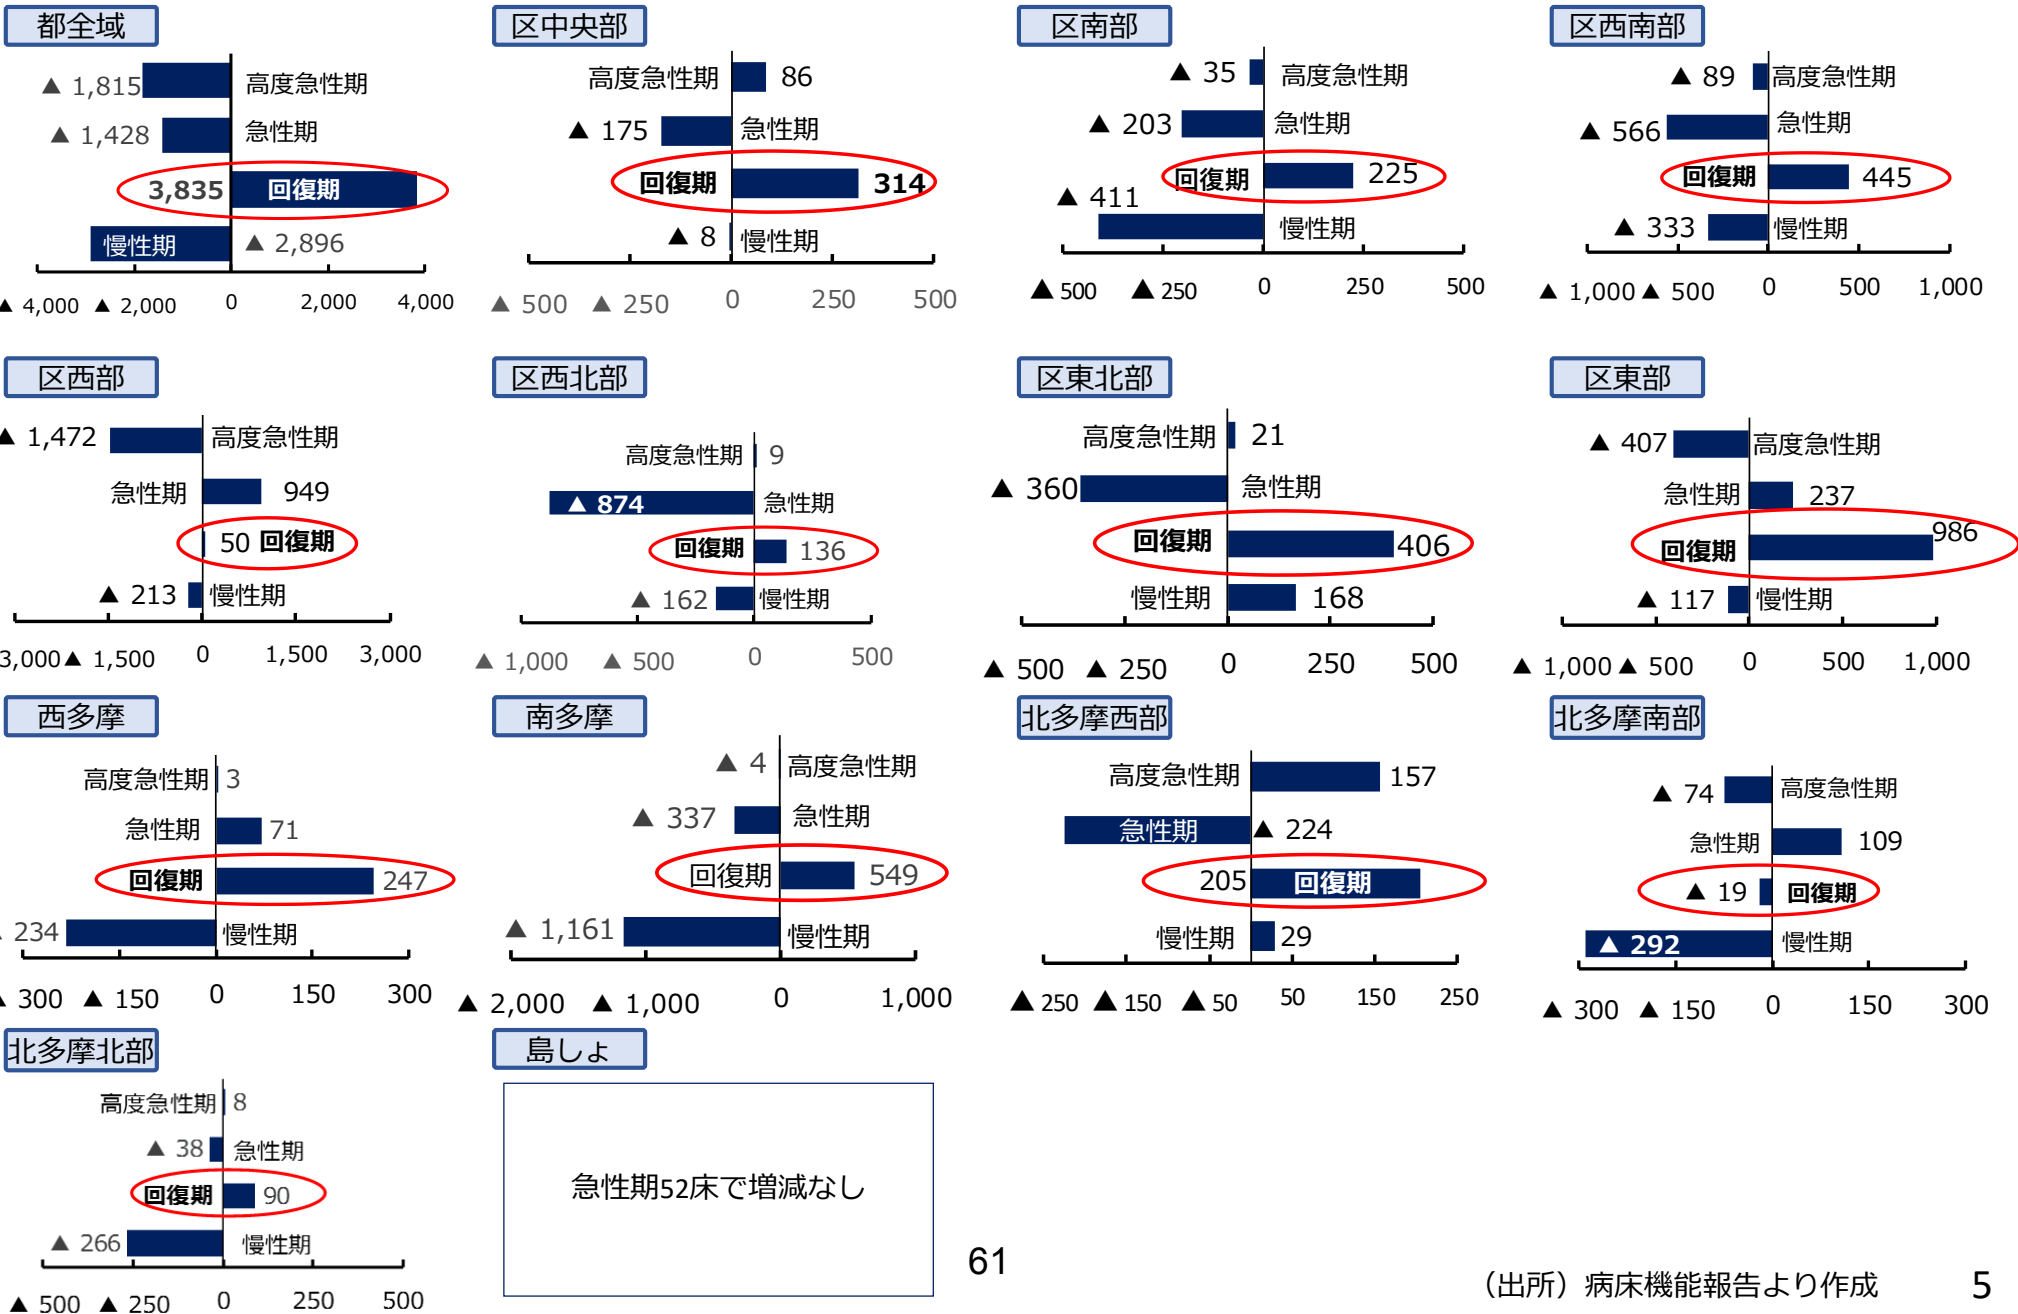 都全域
▲ 1,815 高度急性期
▲ 1,428 急性期
3,835 回復期
慢性期 ▲ 2,896
▲ 4,000 ▲ 2,000 0 2,000 4,000
区中央部
高度急性期 86
▲ 175 急性期
回復期 314
▲ 8 慢性期
▲ 500 ▲ 250 0 250 500
区南部
▲ 35 高度急性期
▲ 203 急性期
回復期 225
▲ 411
慢性期
▲ 500 ▲ 250 0 250 500
区西南部
▲ 89 高度急性期
▲ 566 急性期
回復期 445
▲ 333 慢性期
▲ 1,000 ▲ 500 0 500 1,000
区西部
▲ 1,472 高度急性期
急性期 949
50 回復期
▲ 213 慢性期
3,000 ▲ 1,500 0 1,500 3,000
区西北部
高度急性期 9
▲ 874 急性期
回復期 136
▲ 162 慢性期
▲ 1,000 ▲ 500 0 500
区東北部
高度急性期 21
▲ 360 急性期
回復期 406
慢性期 168
▲ 500 ▲ 250 0 250 500
区東部
▲ 407 高度急性期
急性期 237
回復期 986
▲ 117 慢性期
▲ 1,000 ▲ 500 0 500 1,000
西多摩
高度急性期 3
急性期 71
回復期 247
234 慢性期
▲ 300 ▲ 150 0 150 300
南多摩
▲ 4 高度急性期
▲ 337 急性期
回復期 549
▲ 1,161 慢性期
▲ 2,000 ▲ 1,000 0 1,000
北多摩西部
高度急性期 157
急性期 ▲ 224
205 回復期
慢性期 29
▲ 250 ▲ 150 ▲ 50 50 150 250
北多摩南部
▲ 74 高度急性期
急性期 109
▲ 19 回復期
▲ 292 慢性期
▲ 300 ▲ 150 0 150 300
北多摩北部
高度急性期 8
▲ 38 急性期
回復期 90
▲ 266 慢性期
▲ 500 ▲ 250 0 250 500
島しょ
急性期52床で増減なし
61
（出所）病床機能報告より作成 5